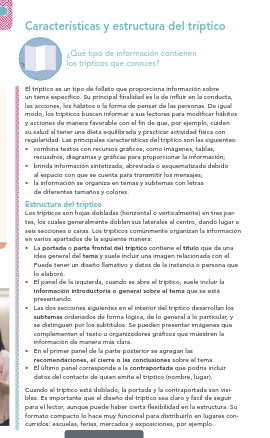 Características y estructura del tríptico
¿Qué tipo de información contienen
los trípticos que conoces?
El tríptico es un tipo de folleto que proporciona información sobre
un tema específico. Su principal finalidad es la de influir en la conducta,
las acciones, los hábitos o la forma de pensar de las personas. De igual
modo, los trípticos buscan informar a sus lectores para modificar hábitos
y acciones de manera favorable con el fin de que, por ejemplo, cuiden
su salud al tener una dieta equilibrada y practicar actividad física con
regularidad. Las principales características del tríptico son las siguientes:
• combina textos con recursos gráficos, como imágenes, tablas,
recuadros, diagramas y gráficas para proporcionar la información;
• brinda información sintetizada, abreviada o esquematizada debido
al espacio con que se cuenta para transmitir los mensajes;
• la información se organiza en temas y subtemas con letras
de diferentes tamaños y colores.
Estructura del tríptico
Los trípticos son hojas dobladas (horizontal o verticalmente) en tres par-
tes, los cuales generalmente doblan sus laterales al centro, dando lugar a
seis secciones o caras. Los trípticos comúnmente organizan la información
en varios apartados de la siguiente manera:
• La portada o parte frontal del tríptico contiene el título que da una
idea general del tema y suele incluir una imagen relacionada con él.
Puede tener un diseño llamativo y datos de la instancia o persona que
lo elaboró.
• El panel de la izquierda, cuando se abre el tríptico, suele incluir la
información introductoria o general sobre el tema que se está
presentando.
• Las dos secciones siguientes en el interior del tríptico desarrollan los
subtemas ordenados de forma lógica, de lo general a lo particular, y
se distinguen por los subtítulos. Se pueden presentar imágenes que
complementen el texto u organizadores gráficos que muestren la
información de manera más clara.
• En el primer panel de la parte posterior se agregan las
recomendaciones, el cierre o las conclusiones sobre el tema.
• El último panel corresponde a la contraportada que podría incluir
datos del contacto de quien emite el tríptico (nombre, lugar).
Cuando el tríptico está doblado, la portada y la contraportada son visi-
bles. Es importante que el diseño del tríptico sea claro y fácil de seguir
para el lector, aunque puede haber cierta flexibilidad en la estructura. Su
formato compacto lo hace muy funcional para distribuirlo en lugares con-
curridos: escuelas, ferias, mercados y exposiciones, por ejemplo.